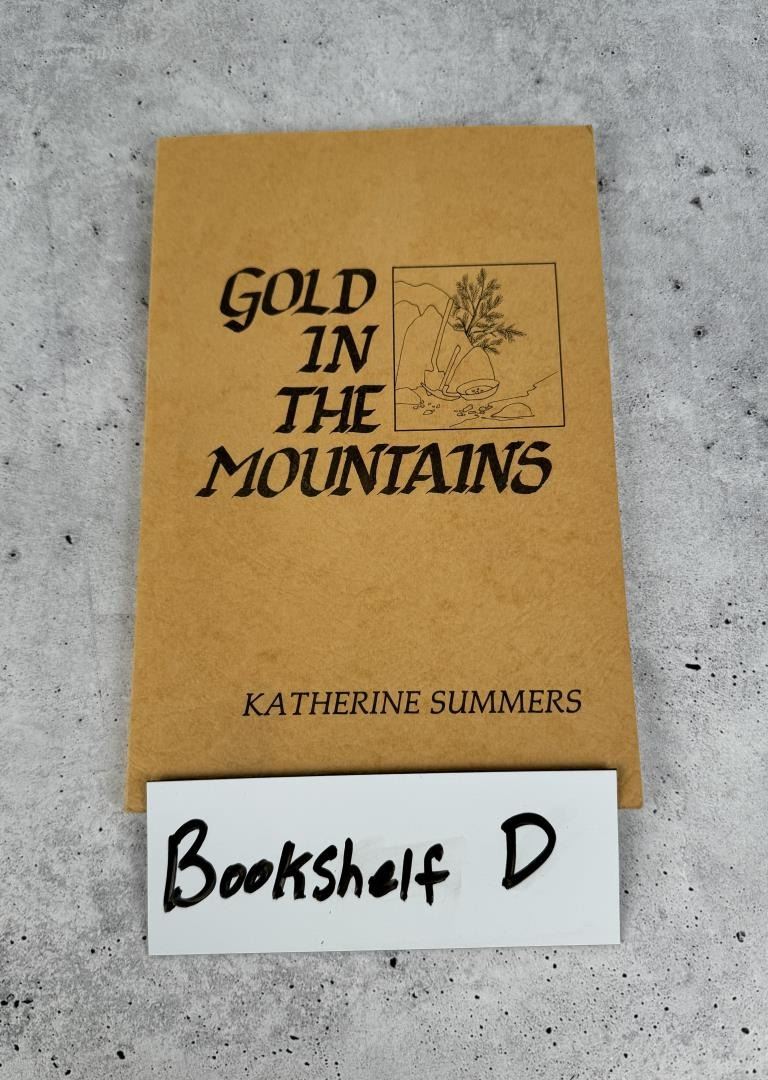 GOLD
IN
THE
MOUNTAINS
KATHERINE SUMMERS
Bookshelf D